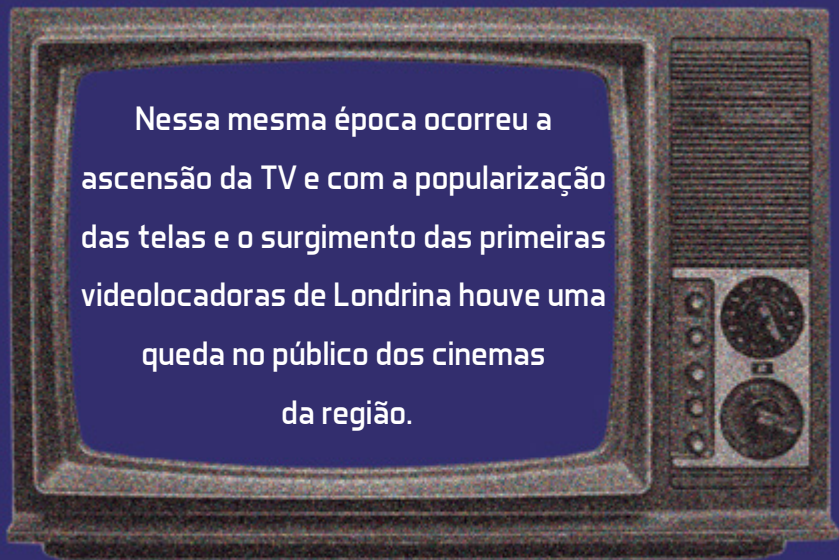 Nessa mesma época ocorreu a
ascensão da TV e com a popularização
das telas e o surgimento das primeiras
videolocadoras de Londrina houve uma
queda no público dos cinemas
da região.